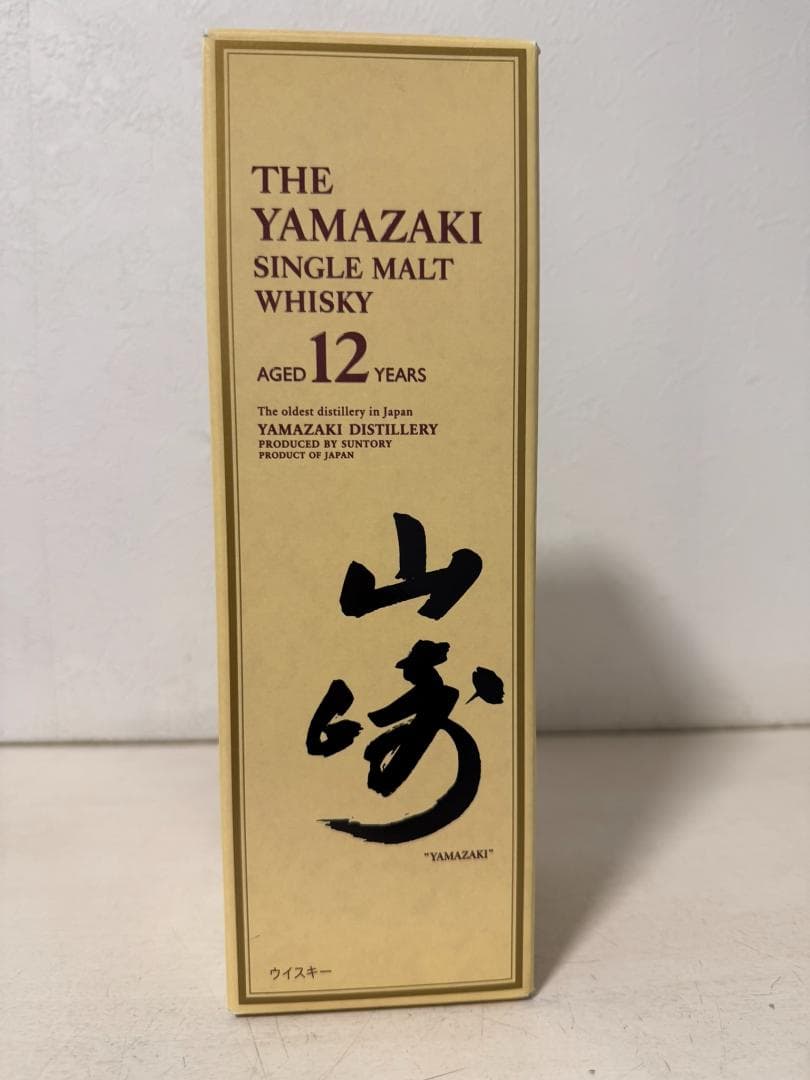 THE
YAMAZAKI
SINGLE MALT
WHISKY
AGED 12 YEARS
The oldest distillery in Japan
YAMAZAKI DISTILLERY
PRODUCED BY SUNTORY
PRODUCT OF JAPAN
山
崎
"YAMAZAKI"
ウイスキー